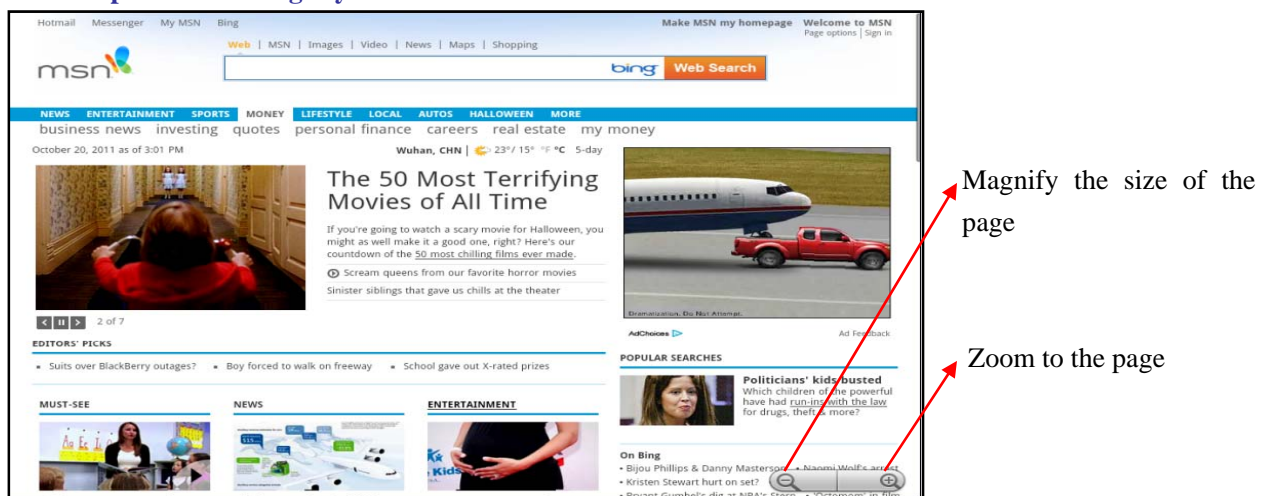 Hotmail Messenger My MSN Bing Make MSN my homepage Welcome to MSN
Page options | Sign in
Web | MSN | Images | Video | News | Maps | Shopping
msn bing Web Search
NEWS ENTERTAINMENT SPORTS MONEY LIFESTYLE LOCAL AUTOS HALLOWEEN MORE
business news investing quotes personal finance careers real estate my money
October 20, 2011 as of 3:01 PM Wuhan, CHN | 23°/ 15° °F °C 5-day
The 50 Most Terrifying
Movies of All Time
If you're going to watch a scary movie for Halloween, you
might as well make it a good one, right? Here's our
countdown of the 50 most chilling films ever made.
Scream queens from our favorite horror movies
Sinister siblings that gave us chills at the theater
2 of 7
Dramatization. Do Not Attempt.
AdChoices Ad Feedback
EDITORS' PICKS
▪ Suits over BlackBerry outages? ▪ Boy forced to walk on freeway ▪ School gave out X-rated prizes
POPULAR SEARCHES
Politicians' kids busted
Which children of the powerful
have had run-ins with the law
for drugs, theft & more?
MUST-SEE NEWS ENTERTAINMENT
Kids
On Bing
• Bijou Phillips & Danny Masterson • Naomi Wolf's arrest
• Kristen Stewart hurt on set?
• Bryant Gumbel's dig at NBA's Stern • 'Octomom' in film
Magnify the size of the
page
Zoom to the page